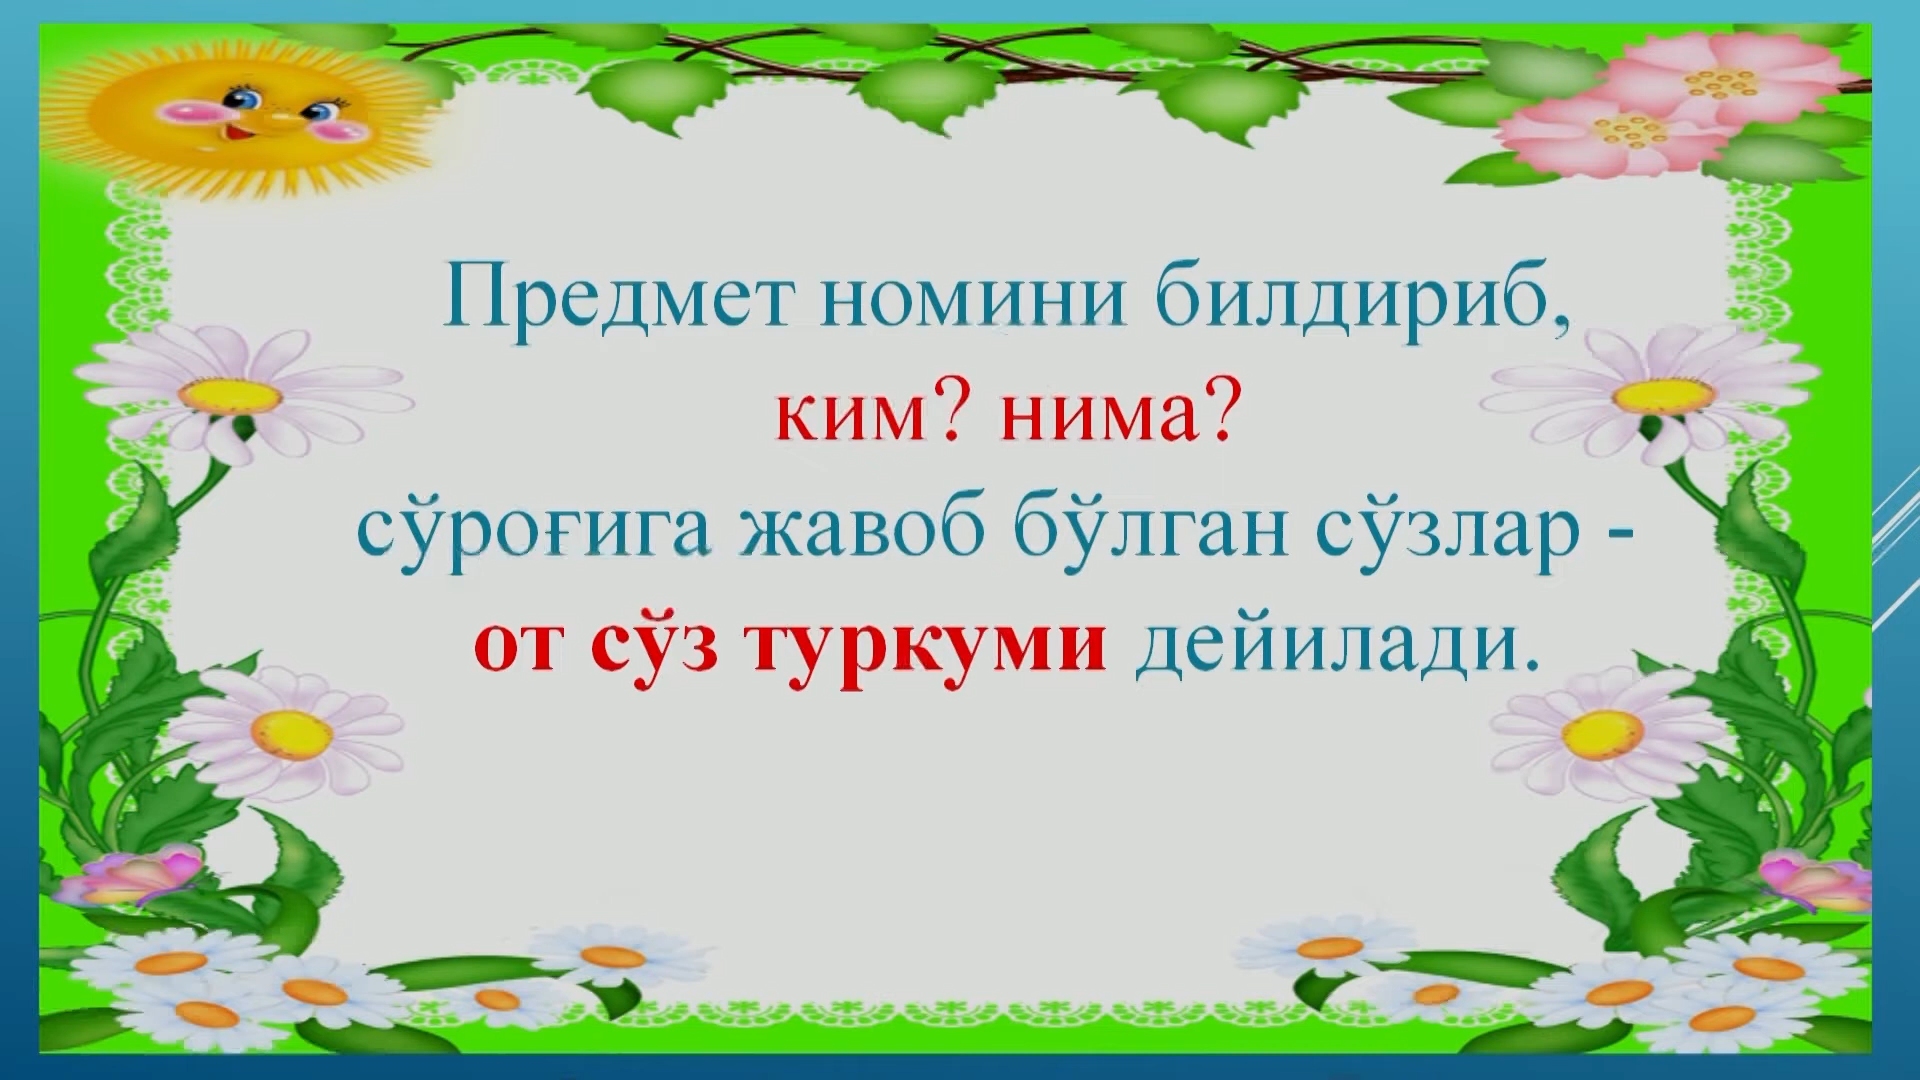 Предмет номини билдириб,
ким? нима?
сўроғига жавоб бўлган сўзлар -
от сўз туркуми дейилади.